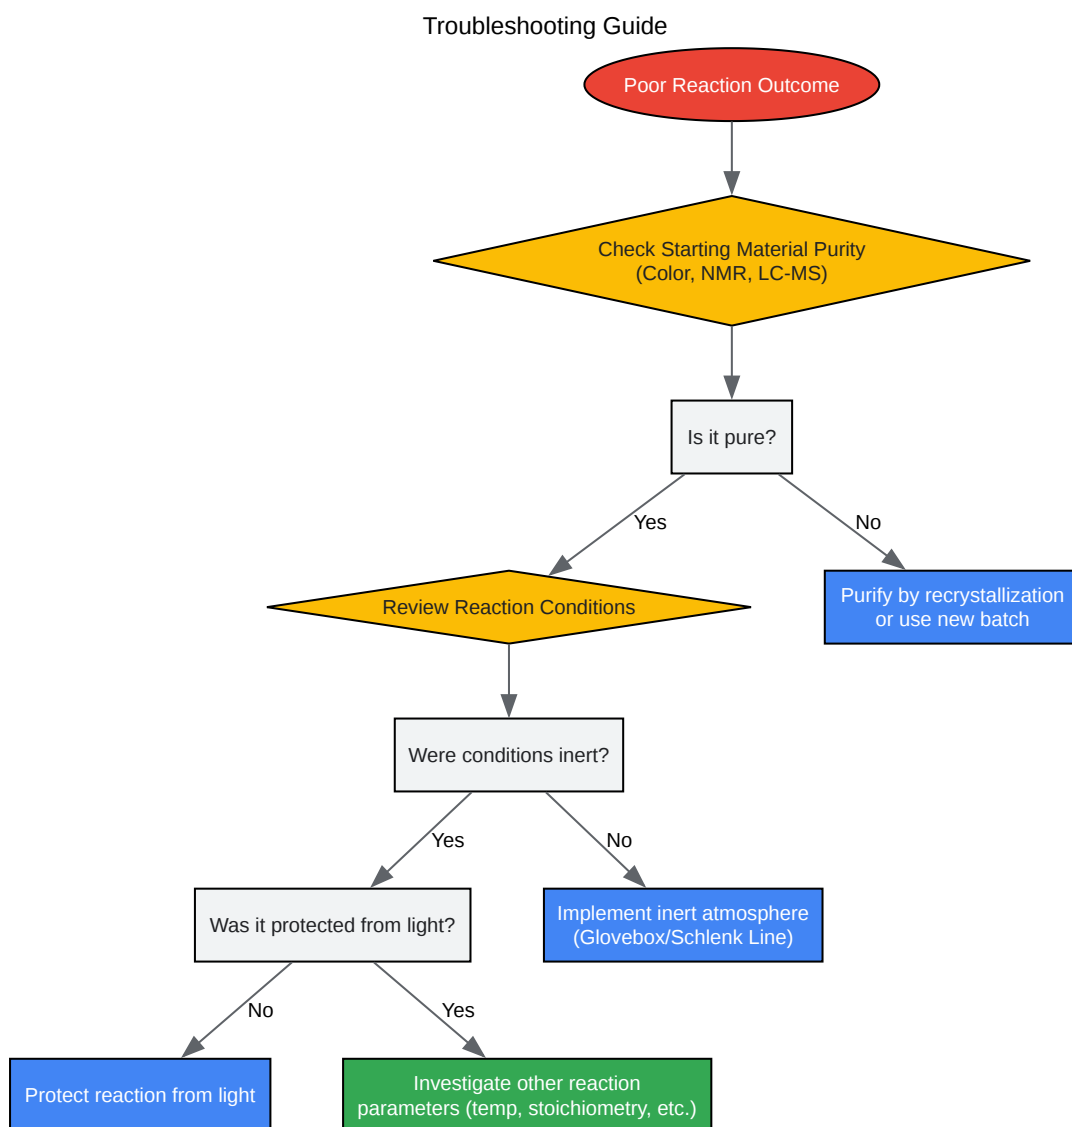 Troubleshooting Guide
Poor Reaction Outcome
Check Starting Material Purity
(Color, NMR, LC-MS)
Is it pure?
Yes
No
Review Reaction Conditions
Purify by recrystallization
or use new batch
Were conditions inert?
Yes
No
Was it protected from light?
Implement inert atmosphere
(Glovebox/Schlenk Line)
No
Yes
Protect reaction from light
Investigate other reaction
parameters (temp, stoichiometry, etc.)